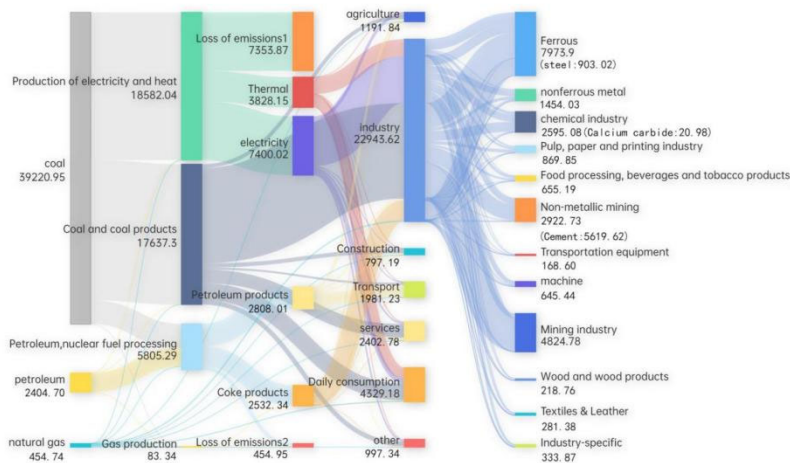 coal
39220.95
petroleum
2404.70
natural gas
454.74
Production of electricity and heat
18582.04
Coal and coal products
17637.3
Petroleum,nuclear fuel processing
5805.29
Gas production
83.34
Loss of emissions1
7353.87
Thermal
3828.15
electricity
7400.02
Petroleum products
2808.01
Coke products
2532.34
Loss of emissions2
454.95
agriculture
1191.84
industry
22943.62
Construction
797.19
Transport
1981.23
services
2402.78
Daily consumption
4329.18
other
997.34
Ferrous
7973.9
(steel:903.02)
nonferrous metal
1454.03
chemical industry
2595.08(Calcium carbide:20.98)
Pulp, paper and printing industry
869.85
Food processing, beverages and tobacco products
655.19
Non-metallic mining
2922.73
(Cement:5619.62)
Transportation equipment
168.60
machine
645.44
Mining industry
4824.78
Wood and wood products
218.76
Textiles & Leather
281.38
Industry-specific
333.87